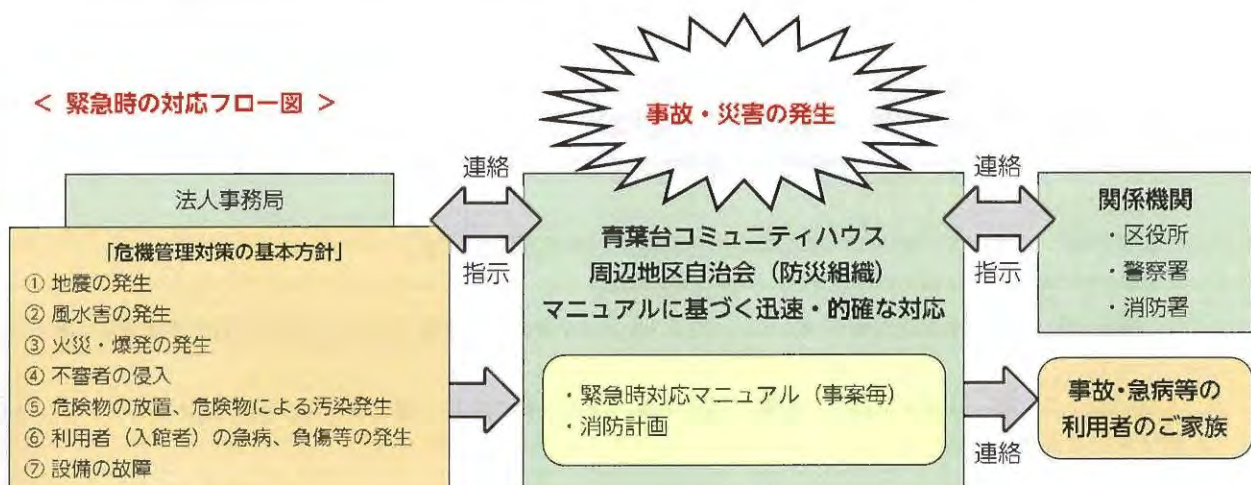 < 緊急時の対応フロー図 >
事故・災害の発生
法人事務局
「危機管理対策の基本方針」
① 地震の発生
② 風水害の発生
③ 火災・爆発の発生
④ 不審者の侵入
⑤ 危険物の放置、危険物による汚染発生
⑥ 利用者（入館者）の急病、負傷等の発生
⑦ 設備の故障
連絡
指示
青葉台コミュニティハウス
周辺地区自治会（防災組織）
マニュアルに基づく迅速・的確な対応
・緊急時対応マニュアル（事案毎）
・消防計画
連絡
指示
関係機関
・区役所
・警察署
・消防署
連絡
事故・急病等の
利用者のご家族